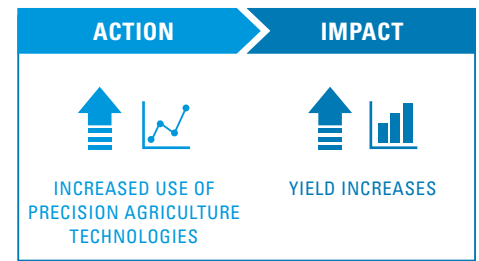 ACTION
IMPACT
INCREASED USE OF
PRECISION AGRICULTURE
TECHNOLOGIES
YIELD INCREASES